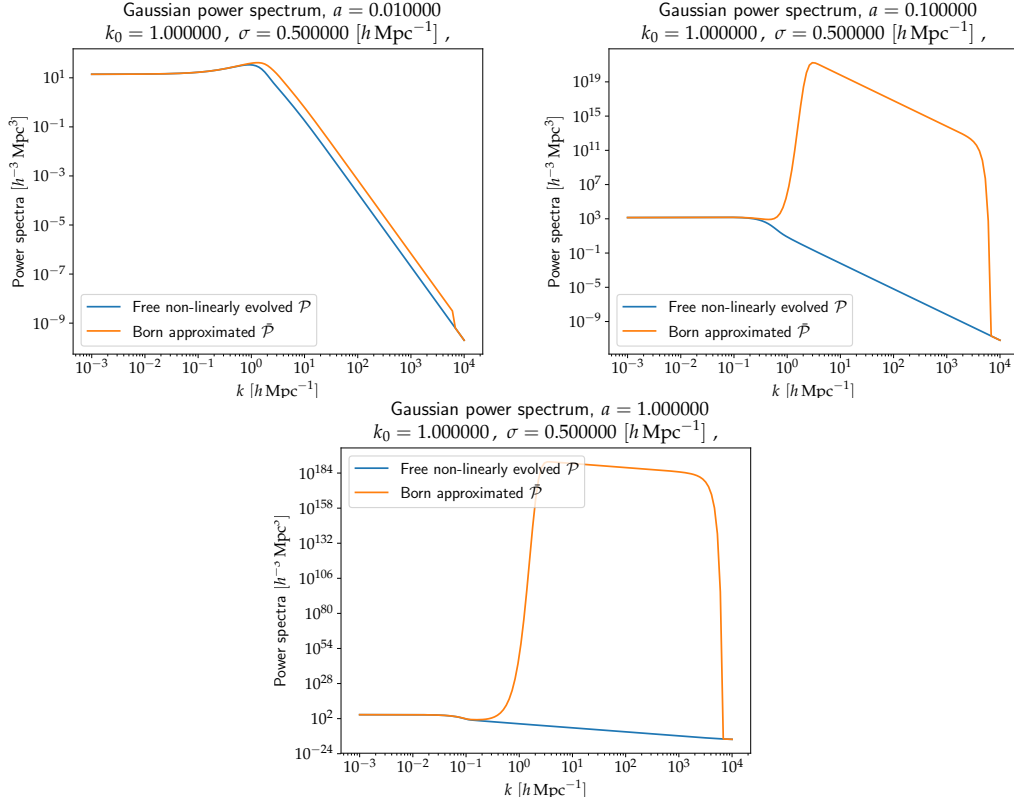 Gaussian power spectrum, a = 0.010000
k₀ = 1.000000 , σ = 0.500000 [h Mpc⁻¹] ,
Power spectra [h⁻³ Mpc³]
10¹
10⁻¹
10⁻³
10⁻⁵
10⁻⁷
10⁻⁹
Free non-linearly evolved 𝒫
Born approximated 𝒫̄
10⁻³ 10⁻² 10⁻¹ 10⁰ 10¹ 10² 10³ 10⁴
k [h Mpc⁻¹]
Gaussian power spectrum, a = 0.100000
k₀ = 1.000000 , σ = 0.500000 [h Mpc⁻¹] ,
Power spectra [h⁻³ Mpc³]
10¹⁹
10¹⁵
10¹¹
10⁷
10³
10⁻¹
10⁻⁵
10⁻⁹
Free non-linearly evolved 𝒫
Born approximated 𝒫̄
10⁻³ 10⁻² 10⁻¹ 10⁰ 10¹ 10² 10³ 10⁴
k [h Mpc⁻¹]
Gaussian power spectrum, a = 1.000000
k₀ = 1.000000 , σ = 0.500000 [h Mpc⁻¹] ,
Power spectra [h⁻³ Mpc³]
10¹⁸⁴
10¹⁵⁸
10¹³²
10¹⁰⁶
10⁸⁰
10⁵⁴
10²⁸
10²
10⁻²⁴
Free non-linearly evolved 𝒫
Born approximated 𝒫̄
10⁻³ 10⁻² 10⁻¹ 10⁰ 10¹ 10² 10³ 10⁴
k [h Mpc⁻¹]